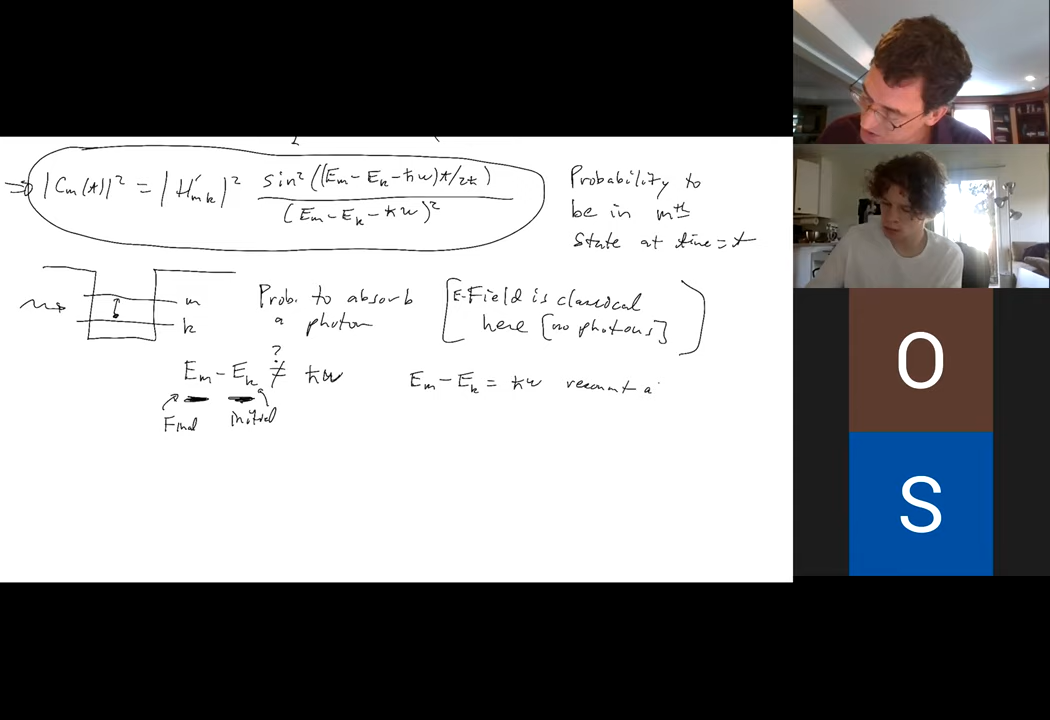 ⇒ |Cm(t)|² = |H'mk|² sin²((Em-Ek-ħω)t/2ħ) / (Em-Ek-ħω)²
Probability to
be in mth
state at time = t
m
k
Prob. to absorb
a photon
[E-Field is classical
here [no photons]]
Em - Ek ≠ ħω
?
Final
initial
Em - Ek = ħω resonant a
O
S